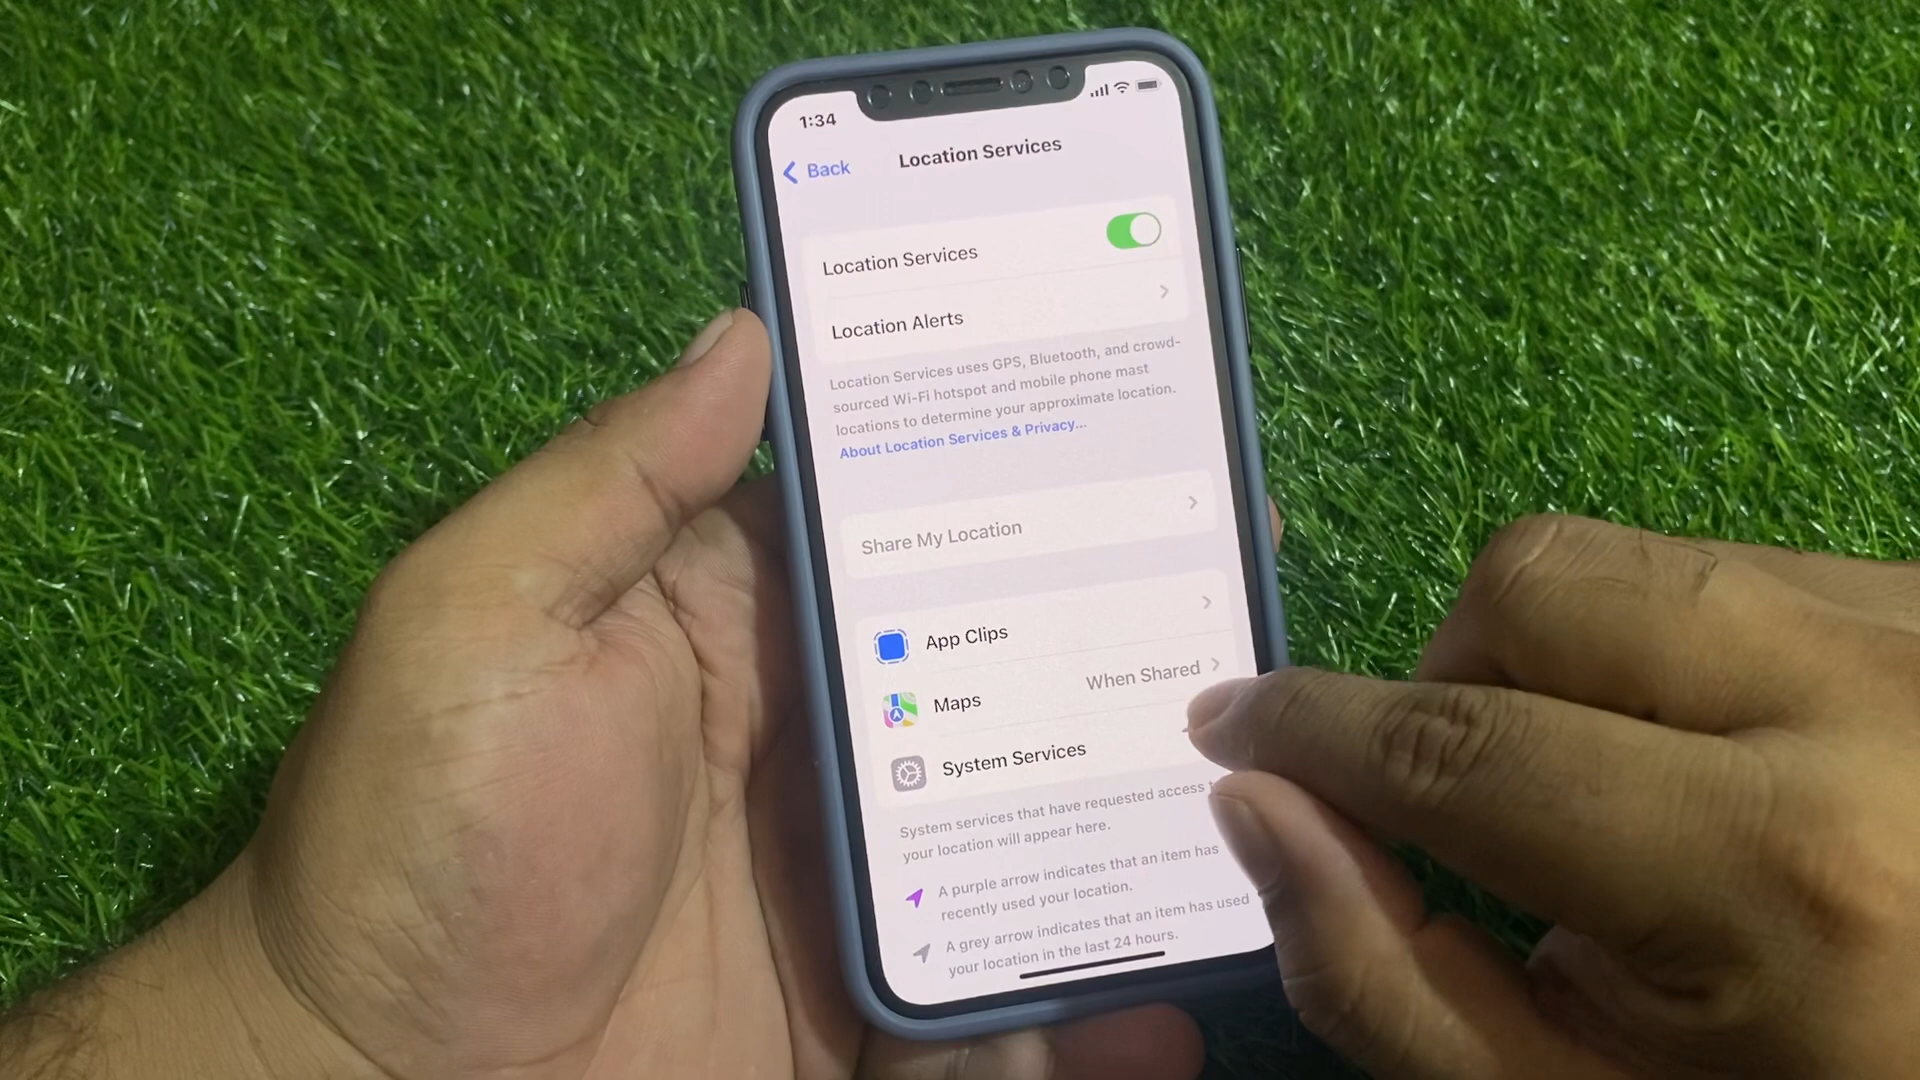 1:34
Back
Location Services
Location Services
Location Alerts
Location Services uses GPS, Bluetooth, and crowd-
sourced Wi-Fi hotspot and mobile phone mast
locations to determine your approximate location.
About Location Services & Privacy...
Share My Location
App Clips
Maps When Shared
System Services
System services that have requested access
your location will appear here.
A purple arrow indicates that an item has
recently used your location.
A grey arrow indicates that an item has used
your location in the last 24 hours.